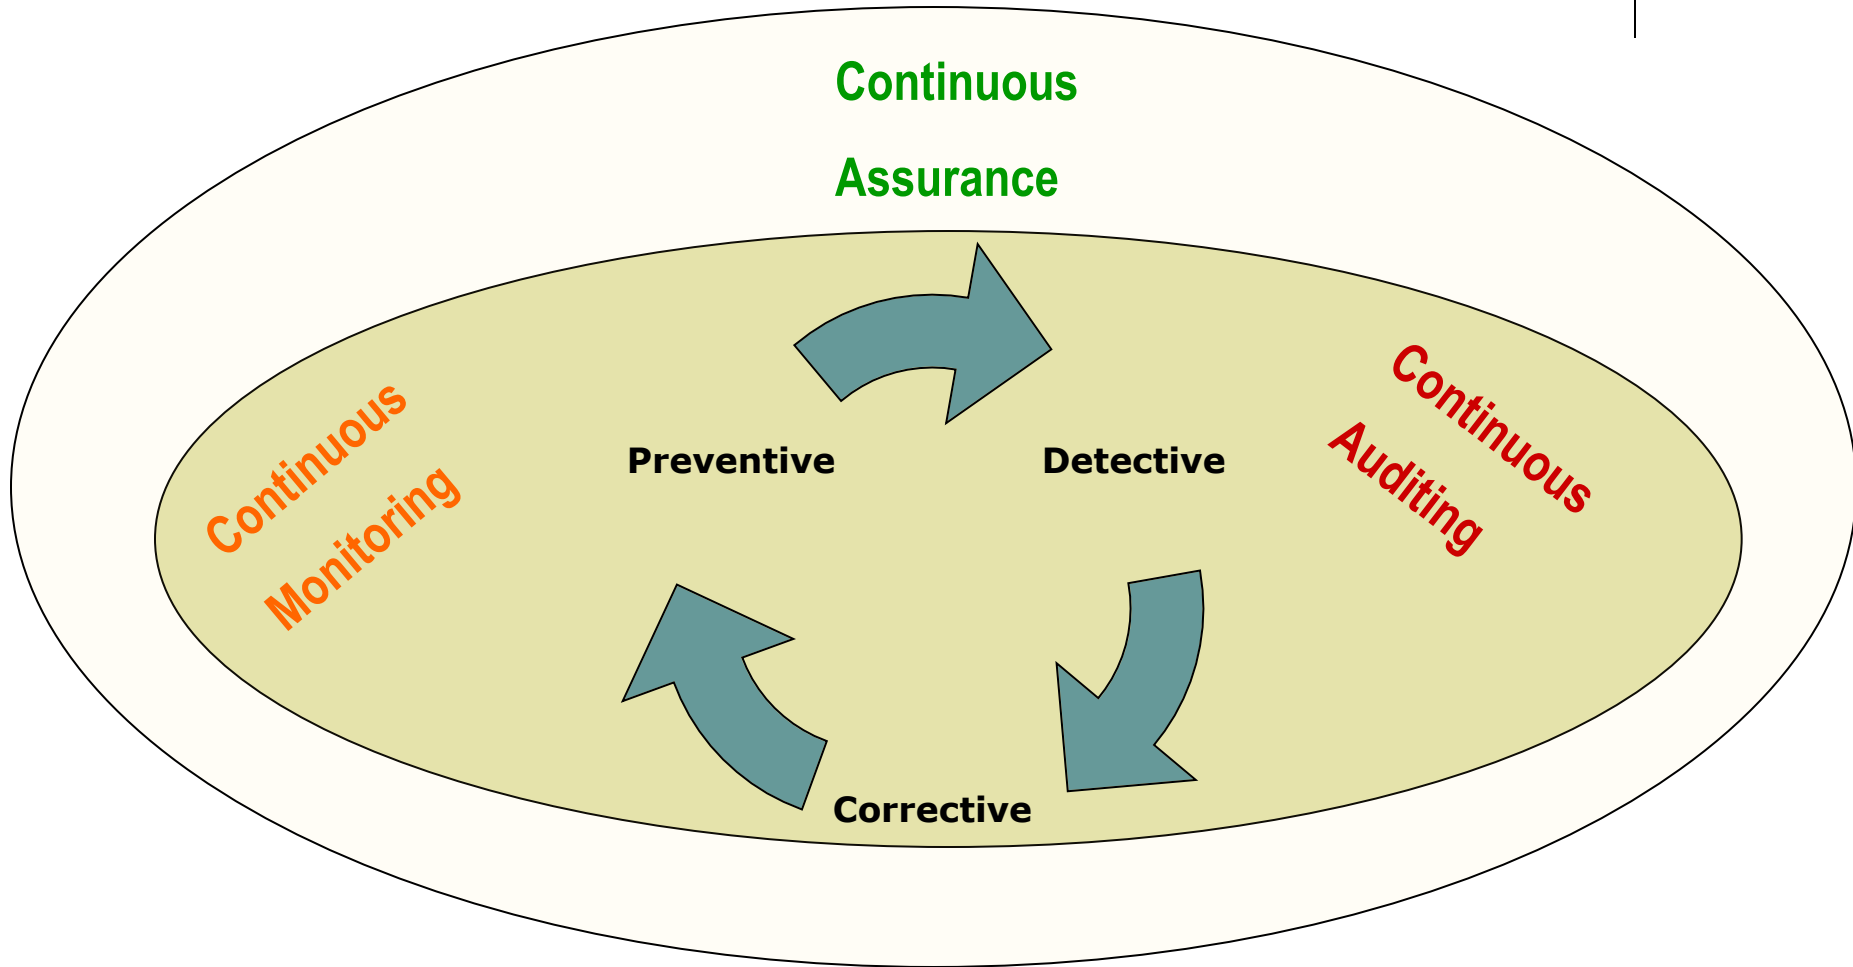 Continuous
Assurance
Continuous
Monitoring
Preventive
Detective
Continuous
Auditing
Corrective